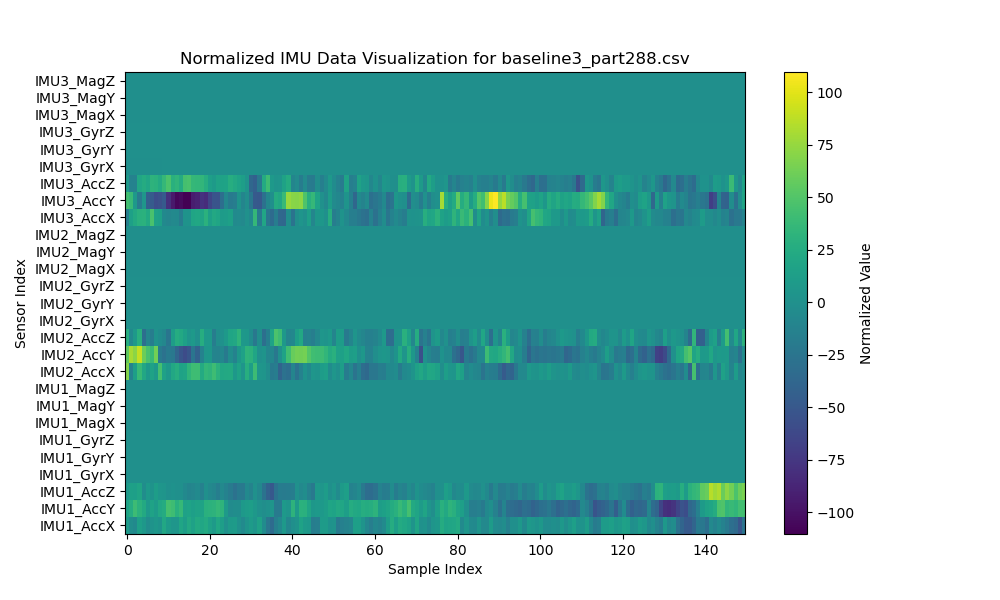 Normalized IMU Data Visualization for baseline3_part288.csv
IMU3_MagZ
IMU3_MagY
IMU3_MagX
IMU3_GyrZ
IMU3_GyrY
IMU3_GyrX
IMU3_AccZ
IMU3_AccY
IMU3_AccX
IMU2_MagZ
IMU2_MagY
IMU2_MagX
IMU2_GyrZ
IMU2_GyrY
IMU2_GyrX
IMU2_AccZ
IMU2_AccY
IMU2_AccX
IMU1_MagZ
IMU1_MagY
IMU1_MagX
IMU1_GyrZ
IMU1_GyrY
IMU1_GyrX
IMU1_AccZ
IMU1_AccY
IMU1_AccX
Sensor Index
0 20 40 60 80 100 120 140
Sample Index
100
75
50
25
0
−25
−50
−75
−100
Normalized Value